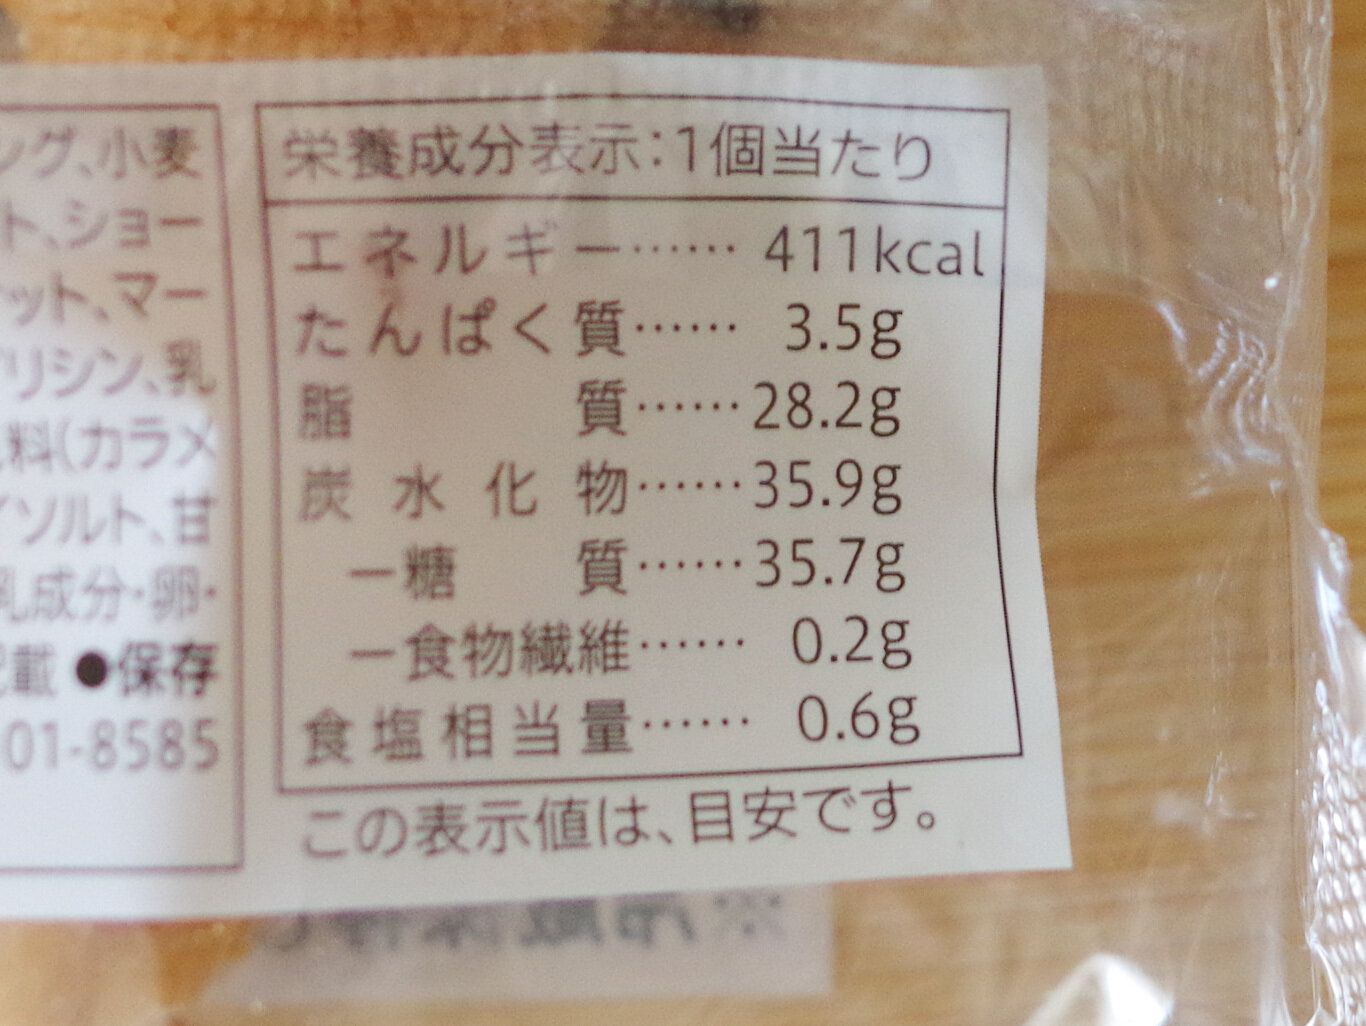 ング、小麦
ト、ショー
ット、マー
グリシン、乳
料(カラメ
イソルト、甘
乳成分・卵・
記載 ●保存
01-8585
栄養成分表示:1個当たり
エネルギー…… 411kcal
たんぱく質…… 3.5g
脂質……28.2g
炭水化物……35.9g
ー糖質……35.7g
ー食物繊維…… 0.2g
食塩相当量…… 0.6g
この表示値は、目安です。